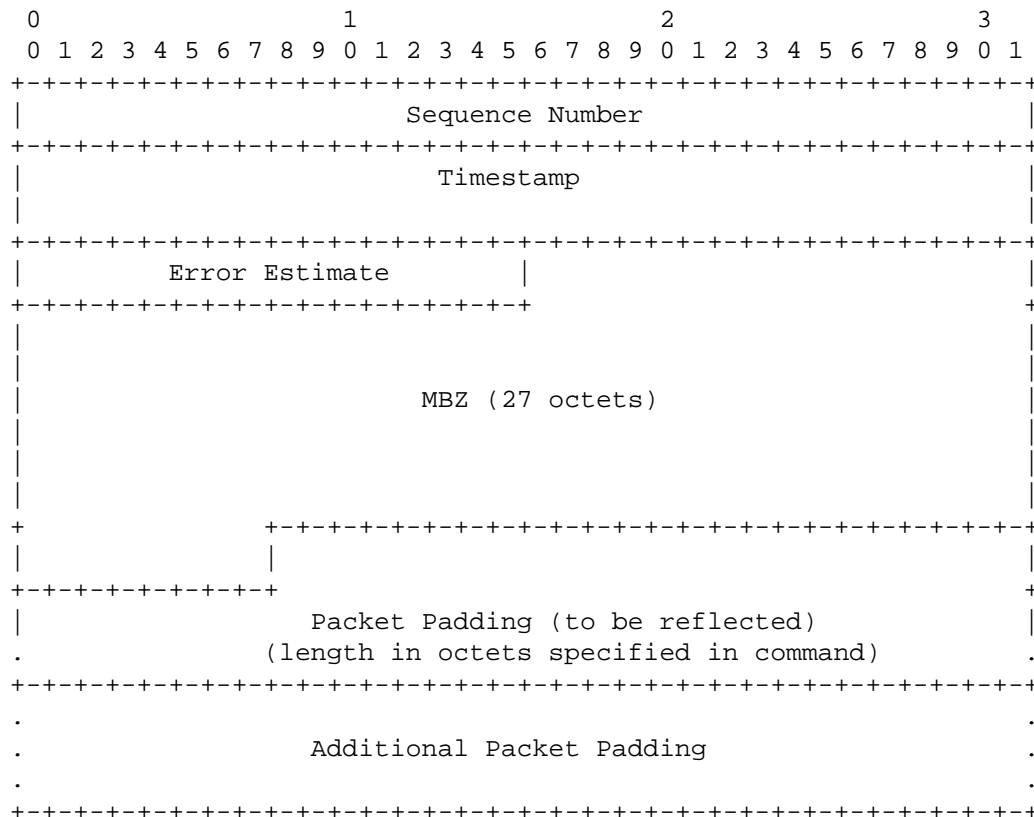 0                   1                   2                   3
 0 1 2 3 4 5 6 7 8 9 0 1 2 3 4 5 6 7 8 9 0 1 2 3 4 5 6 7 8 9 0 1
+-+-+-+-+-+-+-+-+-+-+-+-+-+-+-+-+-+-+-+-+-+-+-+-+-+-+-+-+-+-+-+-+
|                        Sequence Number                        |
+-+-+-+-+-+-+-+-+-+-+-+-+-+-+-+-+-+-+-+-+-+-+-+-+-+-+-+-+-+-+-+-+
|                          Timestamp                            |
|                                                               |
+-+-+-+-+-+-+-+-+-+-+-+-+-+-+-+-+-+-+-+-+-+-+-+-+-+-+-+-+-+-+-+-+
|         Error Estimate        |                               |
+-+-+-+-+-+-+-+-+-+-+-+-+-+-+-+-+                               +
|                                                               |
|                                                               |
|                         MBZ (27 octets)                       |
|                                                               |
|                                                               |
|                                                               |
+               +-+-+-+-+-+-+-+-+-+-+-+-+-+-+-+-+-+-+-+-+-+-+-+-+
|               |                                               |
+-+-+-+-+-+-+-+-+                                               +
|                  Packet Padding (to be reflected)             |
.               (length in octets specified in command)         .
+-+-+-+-+-+-+-+-+-+-+-+-+-+-+-+-+-+-+-+-+-+-+-+-+-+-+-+-+-+-+-+-+
.                                                               .
.                  Additional Packet Padding                    .
.                                                               .
+-+-+-+-+-+-+-+-+-+-+-+-+-+-+-+-+-+-+-+-+-+-+-+-+-+-+-+-+-+-+-+-+